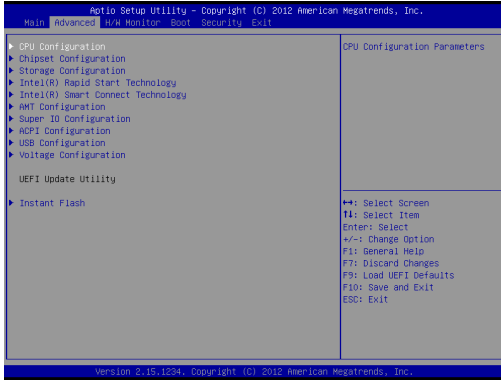 Aptio Setup Utility – Copyright (C) 2012 American Megatrends, Inc.
Main Advanced H/W Monitor Boot Security Exit
CPU Configuration
Chipset Configuration
Storage Configuration
Intel(R) Rapid Start Technology
Intel(R) Smart Connect Technology
AMT Configuration
Super IO Configuration
ACPI Configuration
USB Configuration
Voltage Configuration
UEFI Update Utility
Instant Flash
CPU Configuration Parameters
↔: Select Screen
↑↓: Select Item
Enter: Select
+/-: Change Option
F1: General Help
F7: Discard Changes
F9: Load UEFI Defaults
F10: Save and Exit
ESC: Exit
Version 2.15.1234. Copyright (C) 2012 American Megatrends, Inc.